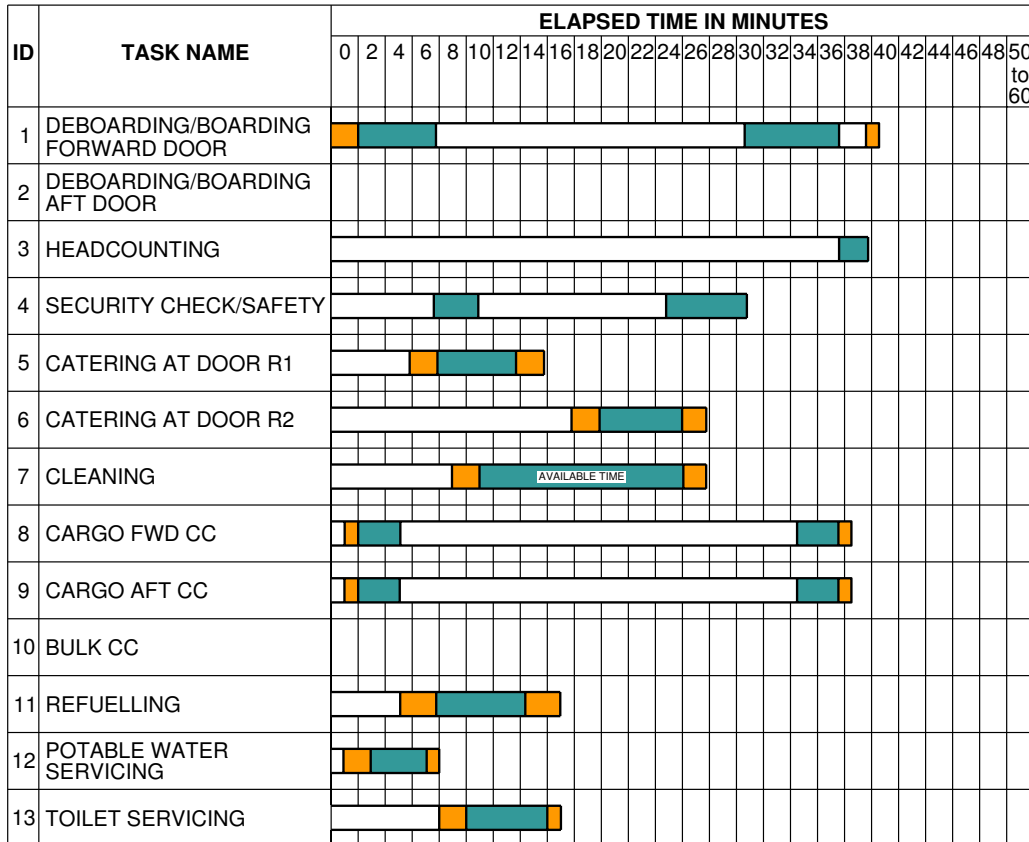 ELAPSED TIME IN MINUTES
ID TASK NAME 0 2 4 6 8 10 12 14 16 18 20 22 24 26 28 30 32 34 36 38 40 42 44 46 48 50
to
60
1 DEBOARDING/BOARDING
FORWARD DOOR
2 DEBOARDING/BOARDING
AFT DOOR
3 HEADCOUNTING
4 SECURITY CHECK/SAFETY
5 CATERING AT DOOR R1
6 CATERING AT DOOR R2
7 CLEANING AVAILABLE TIME
8 CARGO FWD CC
9 CARGO AFT CC
10 BULK CC
11 REFUELLING
12 POTABLE WATER
SERVICING
13 TOILET SERVICING